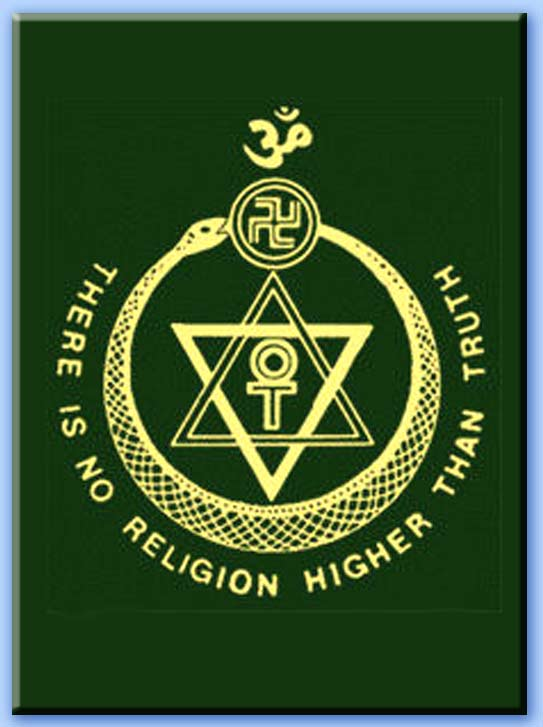 ॐ
THERE IS NO RELIGION HIGHER THAN TRUTH